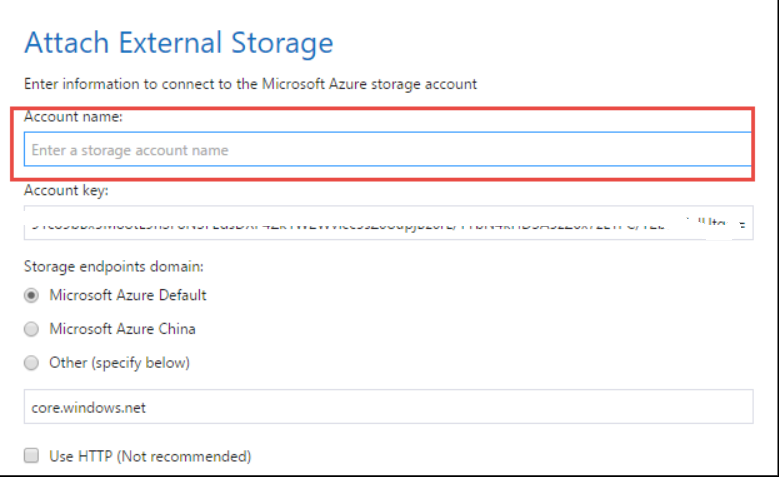 Attach External Storage
Enter information to connect to the Microsoft Azure storage account
Account name:
Enter a storage account name
Account key:
Storage endpoints domain:
Microsoft Azure Default
Microsoft Azure China
Other (specify below)
core.windows.net
Use HTTP (Not recommended)